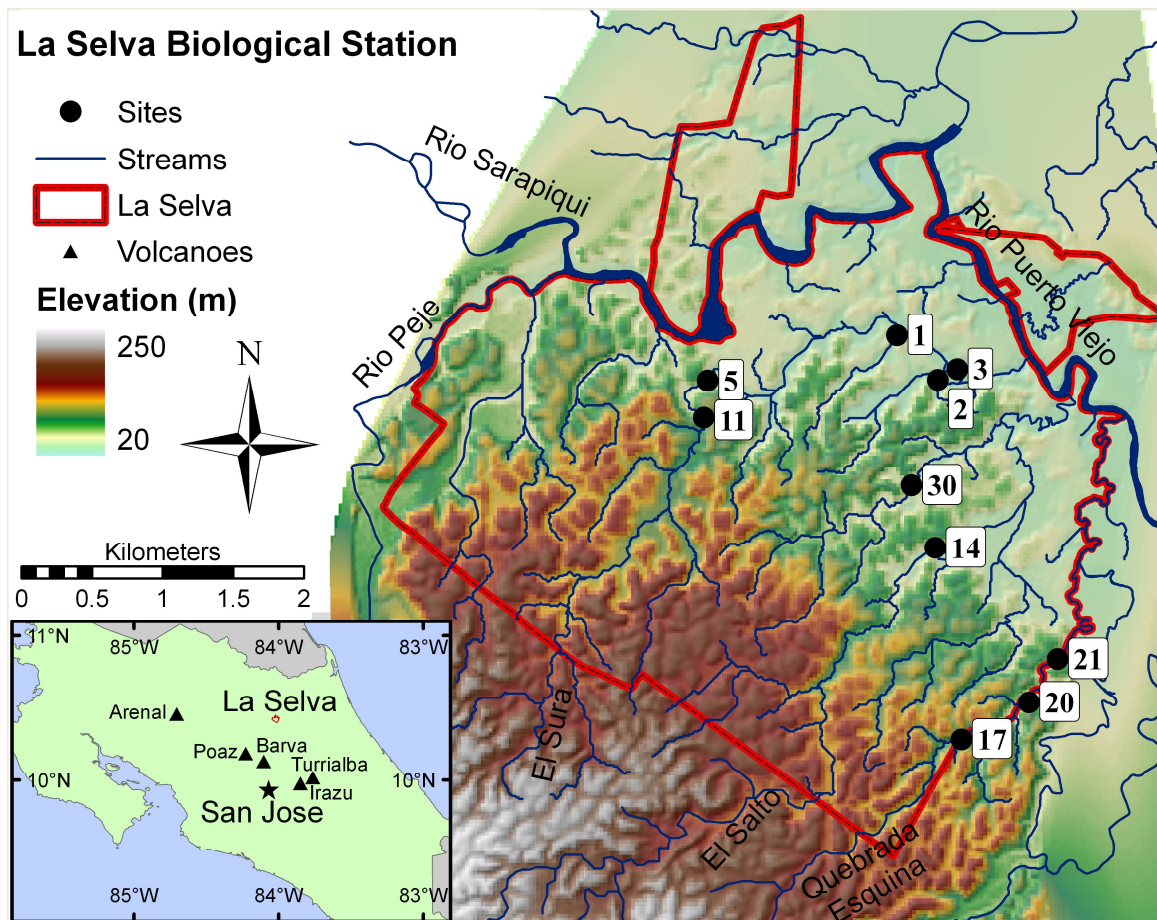 La Selva Biological Station
Sites
Streams
La Selva
Volcanoes
Elevation (m)
250
20
N
Kilometers
0 0.5 1 1.6 2
Rio Sarapiqui
Rio Peje
Rio Puerto Viejo
1
3
2
5
11
30
14
21
20
17
El Sura
El Salto
Quebrada
Esquina
11°N
85°W
84°W
83°W
La Selva
Arenal
Poaz
Barva
Turrialba
Irazu
10°N
10°N
San Jose
85°W
84°W
83°W